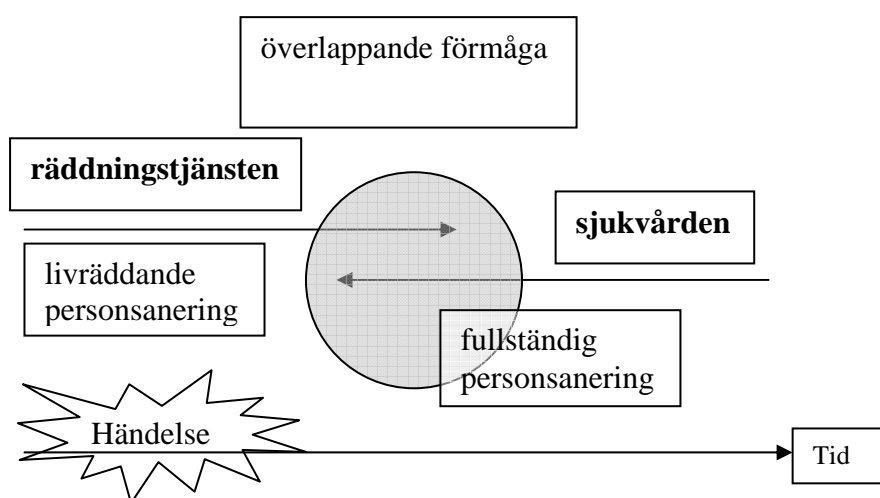 överlappande förmåga
räddningstjänsten
sjukvården
livräddande
personsanering
fullständig
personsanering
Händelse
Tid